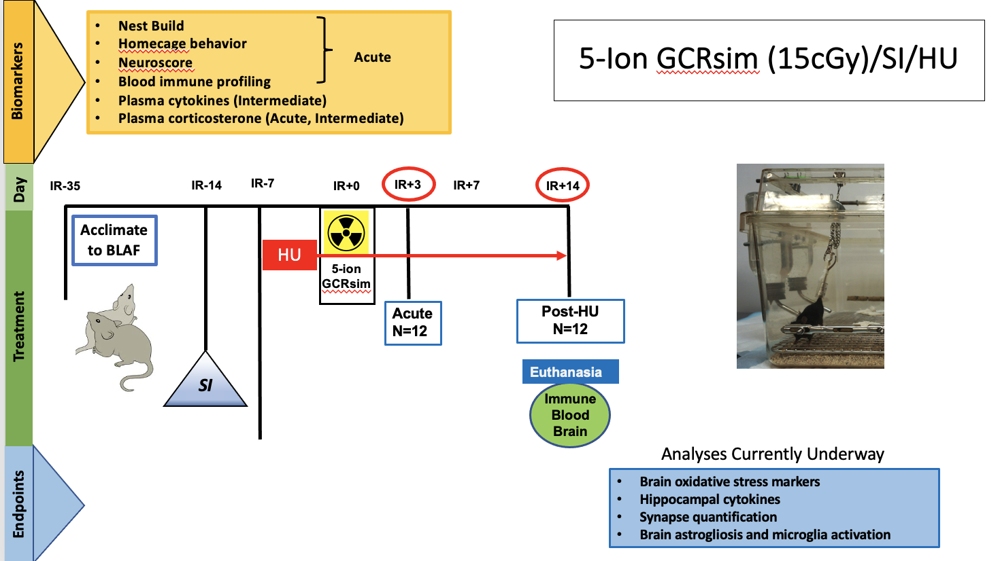 Biomarkers
• Nest Build
• Homecage behavior
• Neuroscore
• Blood immune profiling
• Plasma cytokines (Intermediate)
• Plasma corticosterone (Acute, Intermediate)
Acute
5-Ion GCRsim (15cGy)/SI/HU
Day
IR-35
IR-14
IR-7
IR+0
IR+3
IR+7
IR+14
Treatment
Acclimate
to BLAF
SI
HU
5-ion
GCRsim
Acute
N=12
Post-HU
N=12
Euthanasia
Immune
Blood
Brain
Endpoints
Analyses Currently Underway
• Brain oxidative stress markers
• Hippocampal cytokines
• Synapse quantification
• Brain astrogliosis and microglia activation